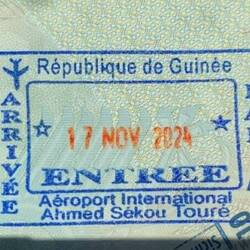 République de Guinée
ARRIVÉE
17 NOV 2024
ENTREE
Aéroport International
Ahmed Sékou Touré